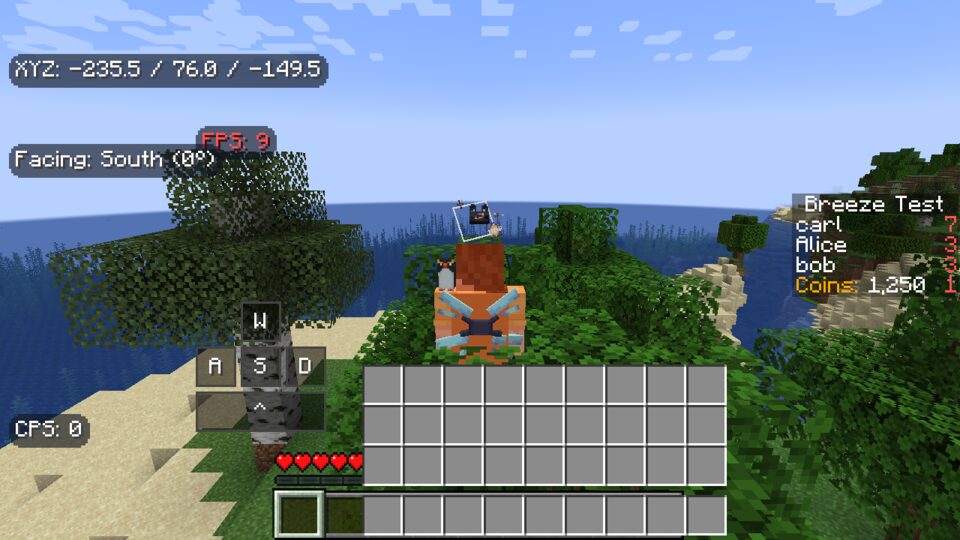 XYZ: -235.5 / 76.0 / -149.5
FPS: 9
Facing: South (0°)
Breeze Test
carl 7
Alice 3
bob 3
Coins: 1,250 1
W
A S D
^
CPS: 0